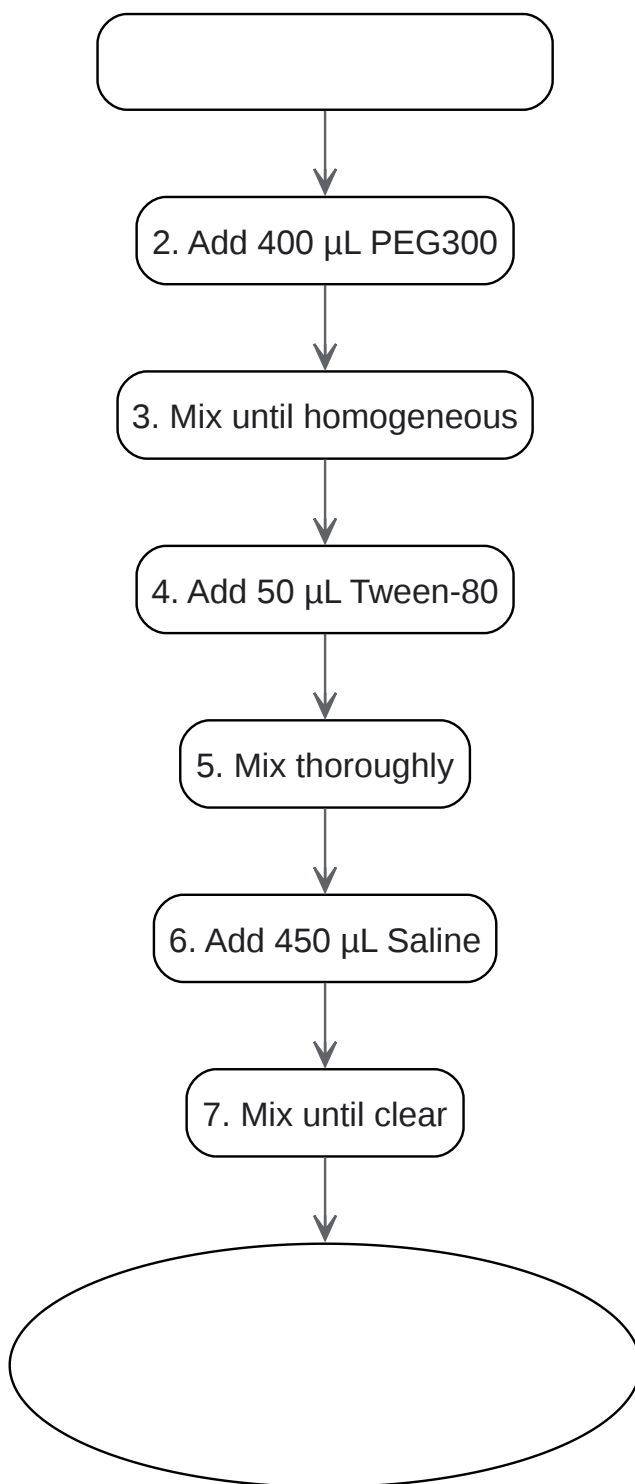 2. Add 400 µL PEG300
3. Mix until homogeneous
4. Add 50 µL Tween-80
5. Mix thoroughly
6. Add 450 µL Saline
7. Mix until clear